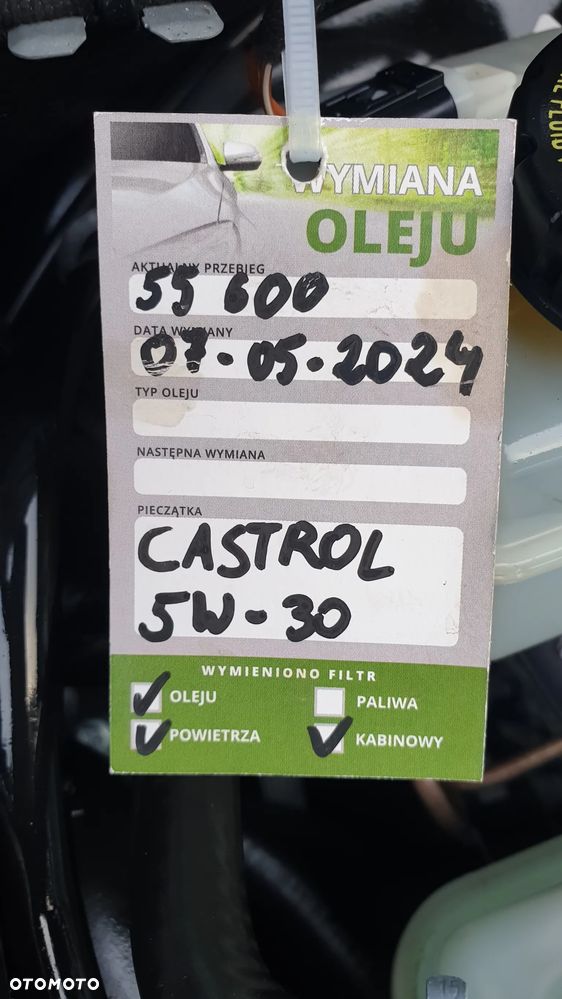 WYMIANA
OLEJU
AKTUALNY PRZEBIEG
55 600
DATA WYMIANY
07-05-2024
TYP OLEJU
NASTĘPNA WYMIANA
PIECZĄTKA
CASTROL
5W-30
WYMIENIONO FILTR
OLEJU
PALIWA
POWIETRZA
KABINOWY
15
OTOMOTO